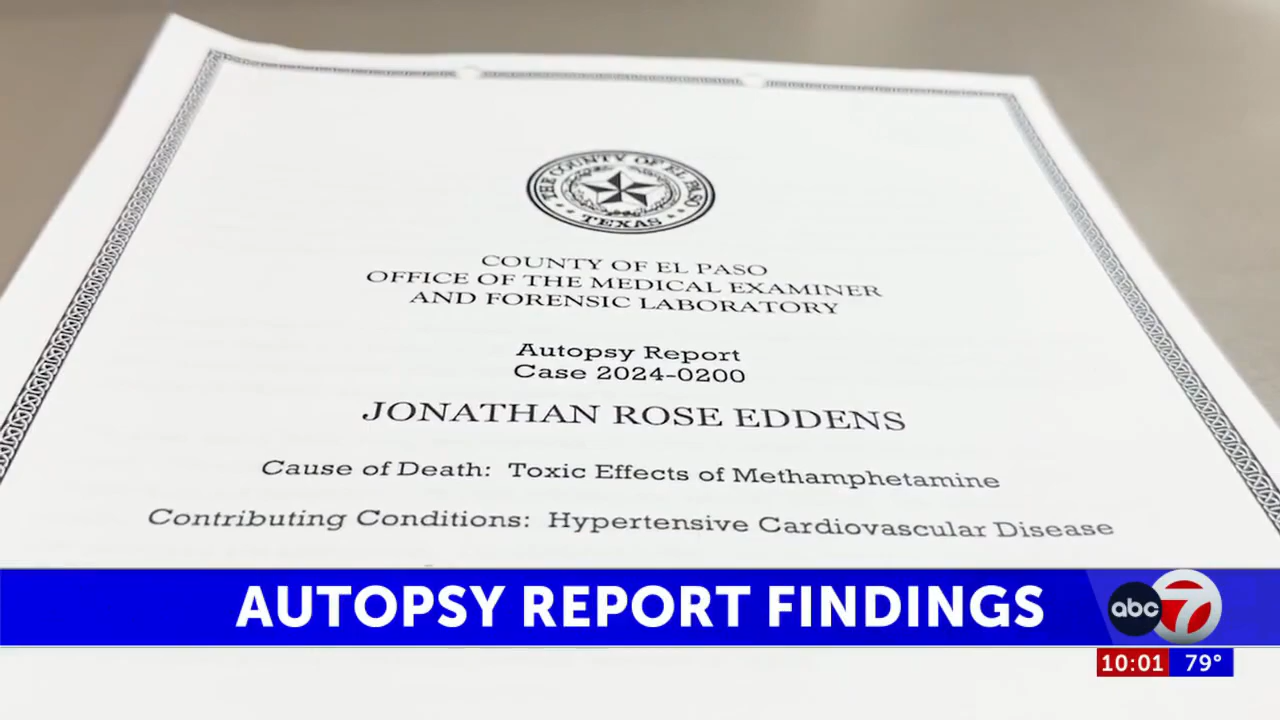 THE COUNTY OF EL PASO
TEXAS
COUNTY OF EL PASO
OFFICE OF THE MEDICAL EXAMINER
AND FORENSIC LABORATORY
Autopsy Report
Case 2024-0200
JONATHAN ROSE EDDENS
Cause of Death: Toxic Effects of Methamphetamine
Contributing Conditions: Hypertensive Cardiovascular Disease
AUTOPSY REPORT FINDINGS
abc 7
10:01 79°